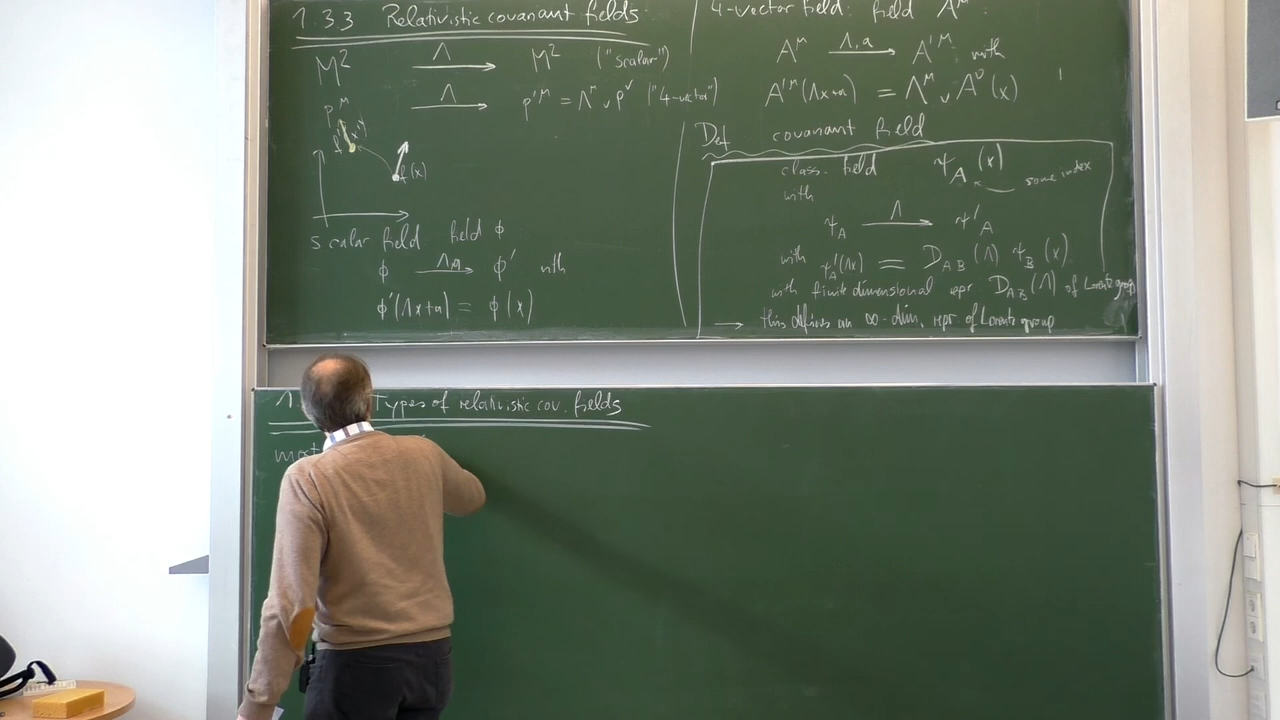 1.3.3 Relativistic covariant fields
M² Λ→ M² ("scalar")
p^μ Λ→ p'^μ = Λ^μ_ν p^ν ("4-vector")
f'(x')
f(x)
scalar field field ϕ
ϕ Λ,a→ ϕ' with
ϕ'(Λx+a) = ϕ(x)
4-vector field: field A^μ
A^μ Λ,a→ A'^μ with
A'^μ(Λx+a) = Λ^μ_ν A^ν(x)
Def covariant field
class. field ψ_A(x) some index
with
ψ_A Λ→ ψ'_A
with ψ'_A(Λx) = D_AB(Λ) ψ_B(x)
with finite dimensional repr D_AB(Λ) of Lorentz group
→ this defines an ∞-dim. repr of Lorentz group
1. Types of relativistic cov. fields
most